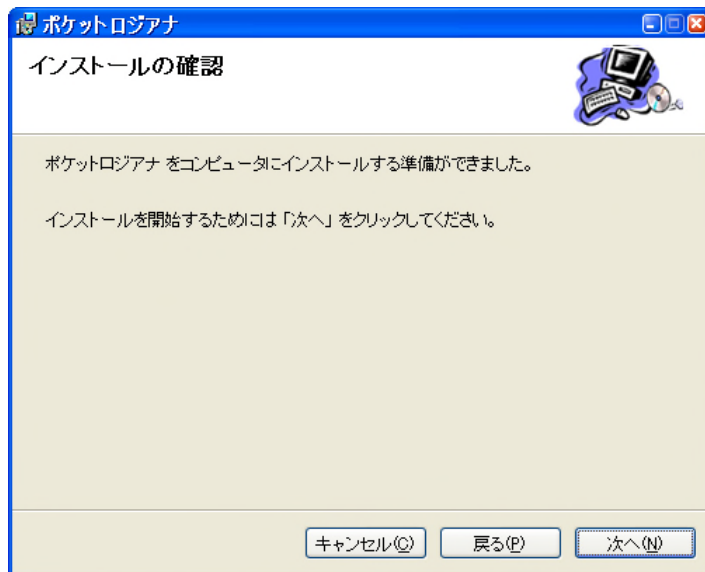 ポケットロジアナ
インストールの確認
ポケットロジアナ をコンピュータにインストールする準備ができました。
インストールを開始するためには「次へ」をクリックしてください。
キャンセル(C) 戻る(P) 次へ(N)